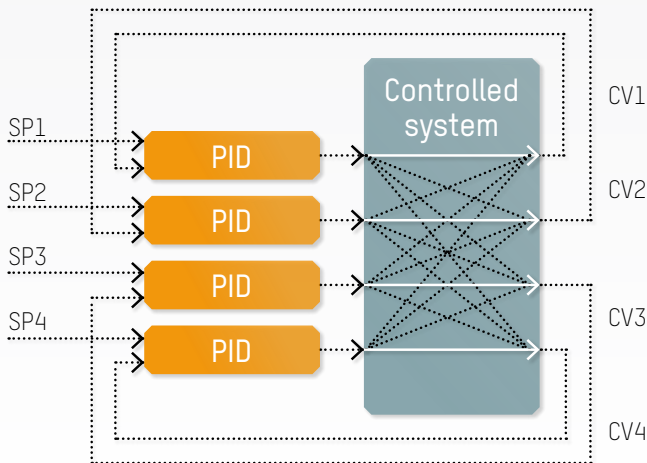 Controlled
system
CV1
SP1
PID
SP2
CV2
PID
SP3
PID
CV3
SP4
PID
CV4